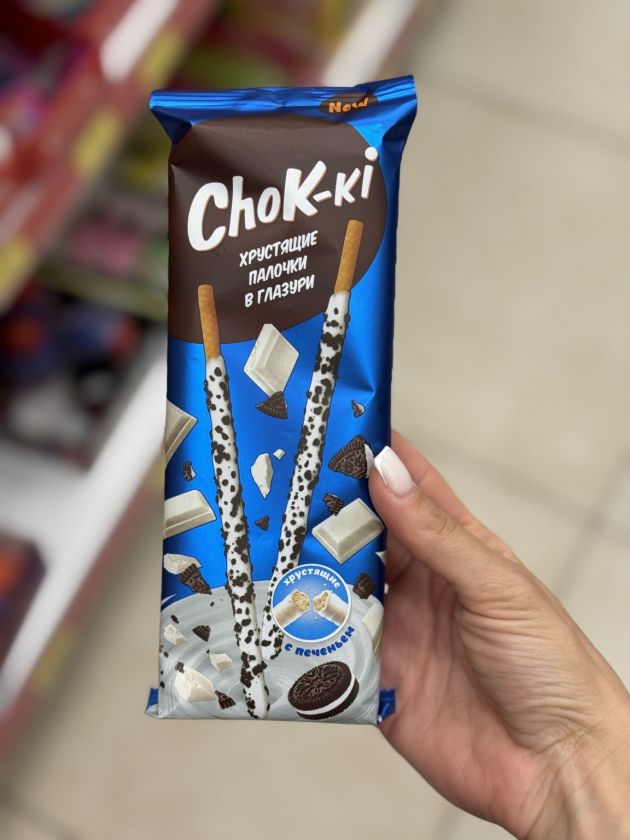 New
Chok-ki
ХРУСТЯЩИЕ
ПАЛОЧКИ
В ГЛАЗУРИ
хрустящие
с печеньем